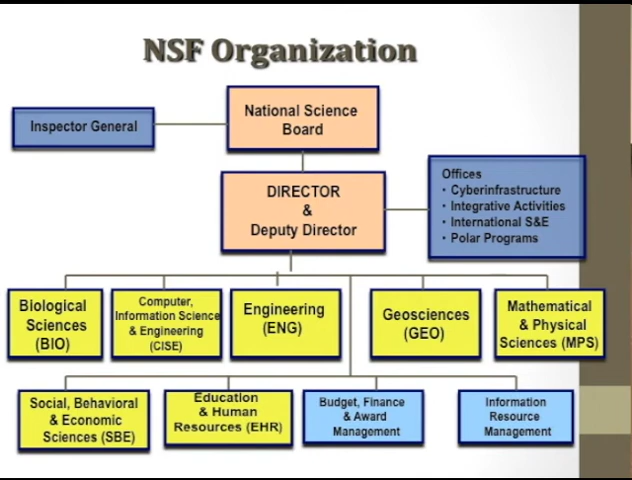 NSF Organization
National Science
Board
Inspector General
DIRECTOR
&
Deputy Director
Offices
• Cyberinfrastructure
• Integrative Activities
• International S&E
• Polar Programs
Biological
Sciences
(BIO)
Computer,
Information Science
& Engineering
(CISE)
Engineering
(ENG)
Geosciences
(GEO)
Mathematical
& Physical
Sciences (MPS)
Social, Behavioral
& Economic
Sciences (SBE)
Education
& Human
Resources (EHR)
Budget, Finance
& Award
Management
Information
Resource
Management